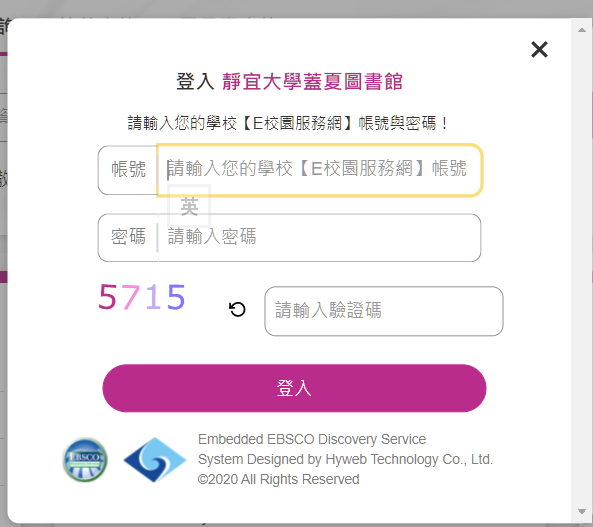 登入 靜宜大學蓋夏圖書館
請輸入您的學校【E校園服務網】帳號與密碼！
帳號 請輸入您的學校【E校園服務網】帳號
英
密碼 請輸入密碼
5715 請輸入驗證碼
登入
EBSCO
Embedded EBSCO Discovery Service
System Designed by Hyweb Technology Co., Ltd.
©2020 All Rights Reserved